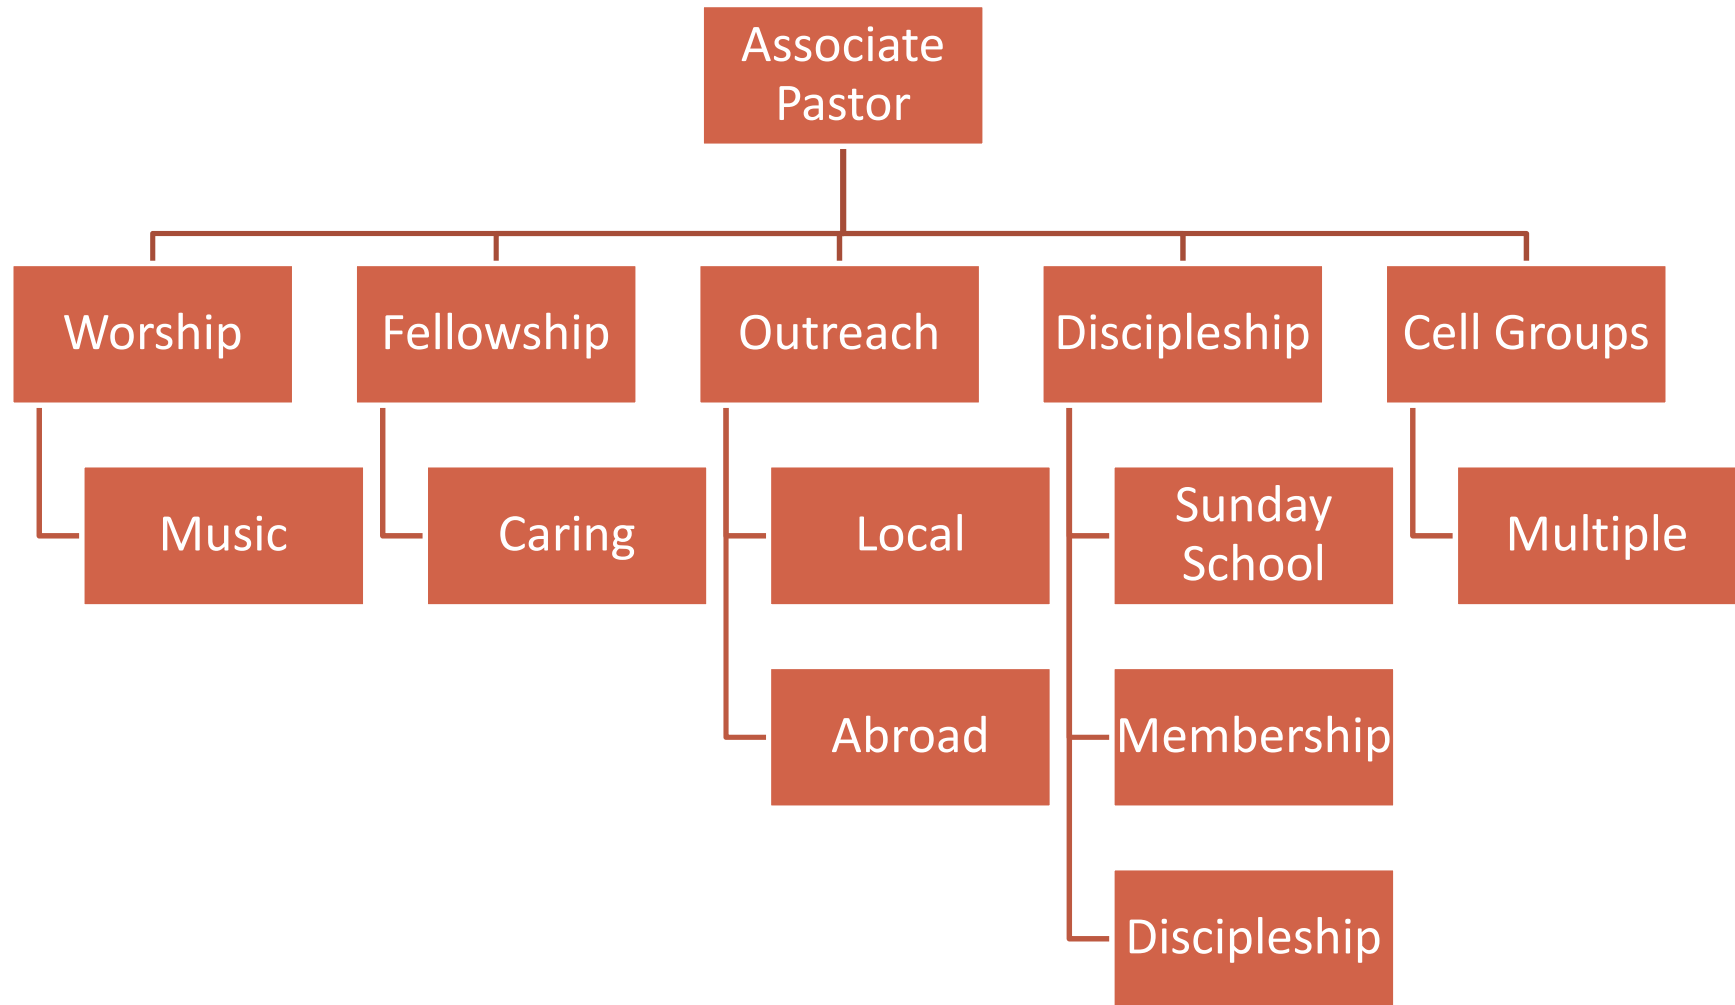 Associate
Pastor
Worship
Fellowship
Outreach
Discipleship
Cell Groups
Music
Caring
Local
Sunday
School
Multiple
Abroad
Membership
Discipleship